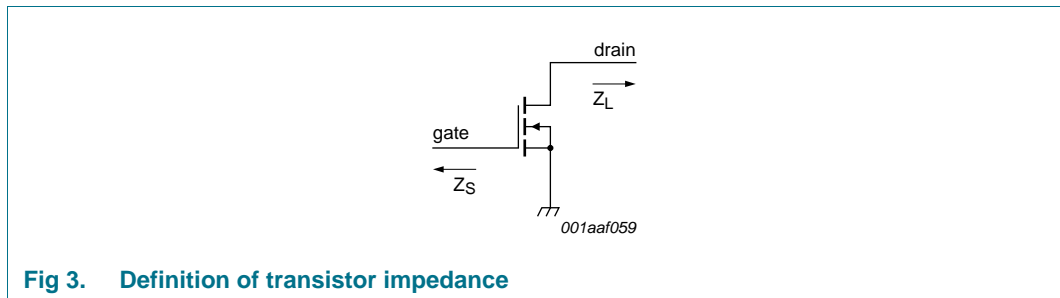 drain
Z_L
gate
Z_S
001aaf059
Fig 3. Definition of transistor impedance